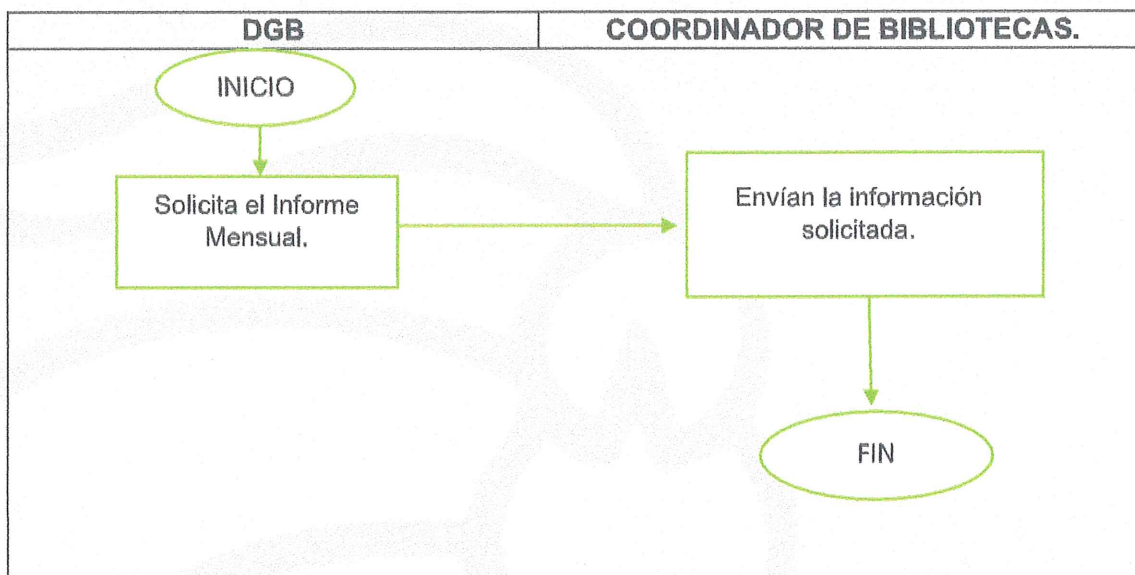 DGB
COORDINADOR DE BIBLIOTECAS.
INICIO
Solicita el Informe
Mensual.
Envían la información
solicitada.
FIN